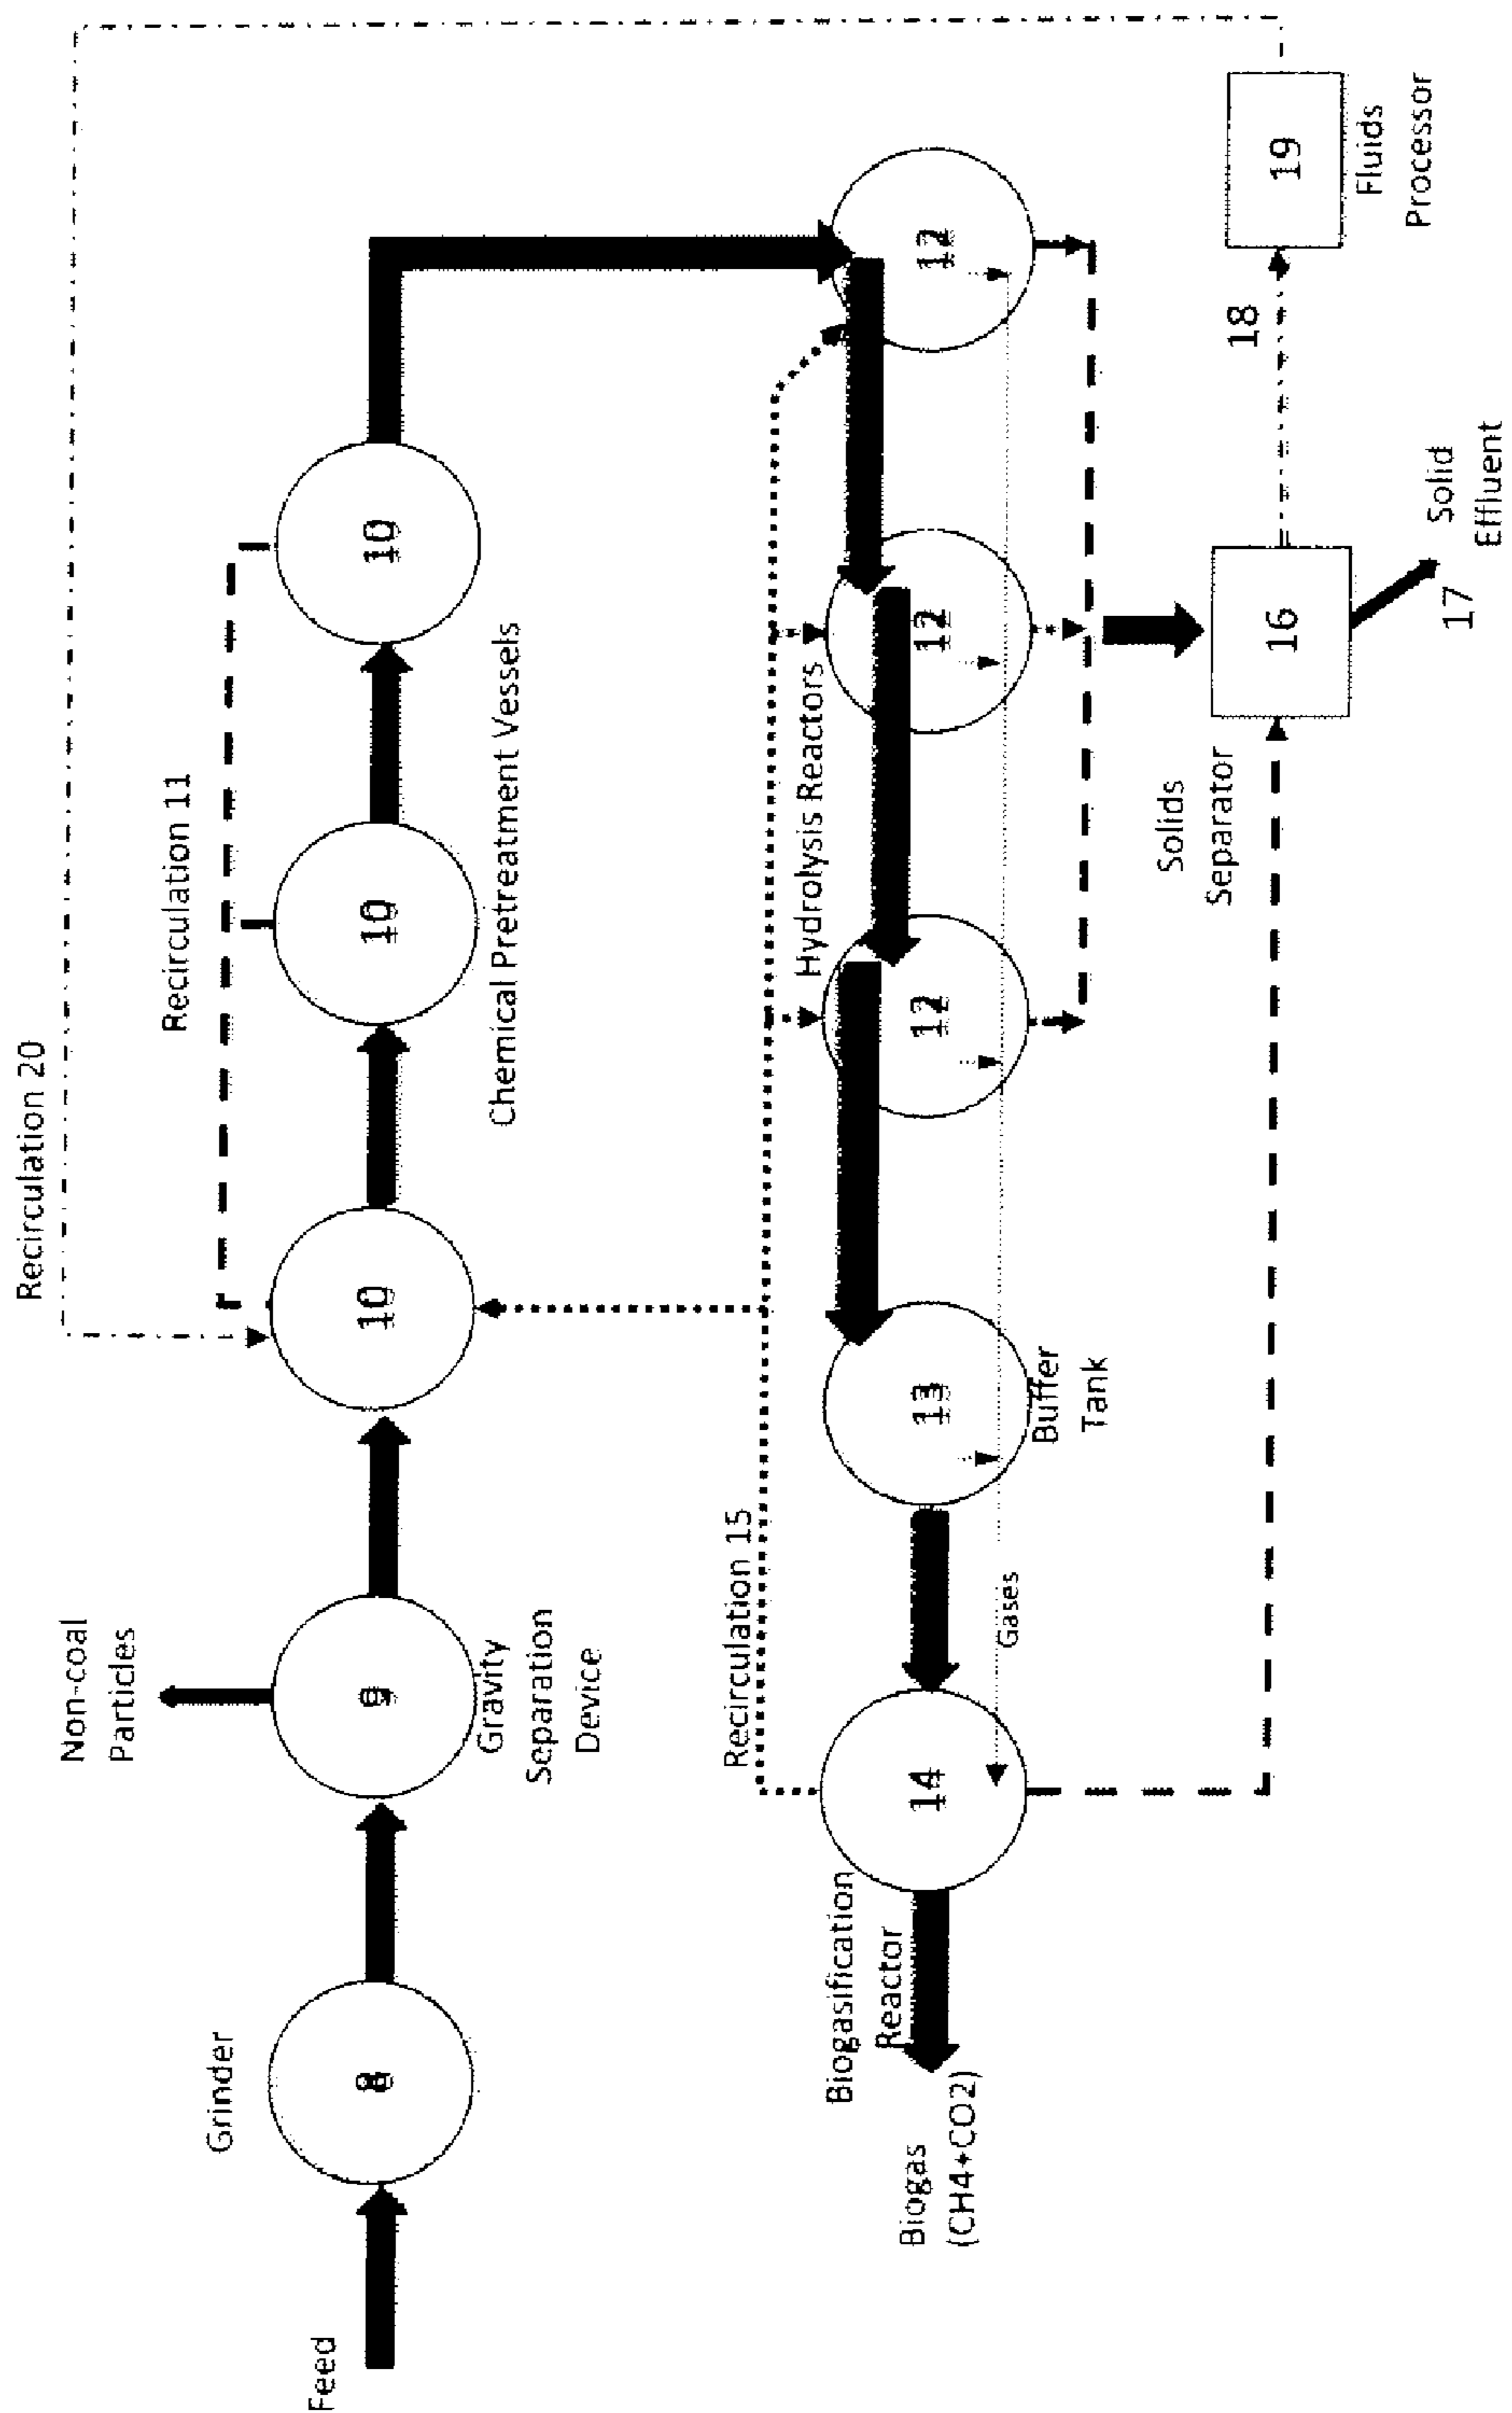 Recirculation 20
Non-coal
Particles
Recirculation 11
Feed
Grinder
8
9
10
10
10
Gravity
Separation
Device
Chemical Pretreatment Vessels
Recirculation 15
Hydrolysis Reactors
Biogas
(CH4+CO2)
Biogasification
Reactor
14
13
12
12
12
Gases
Buffer
Tank
Solids
Separator
16
18
19
17
Solid
Effluent
Fluids
Processor